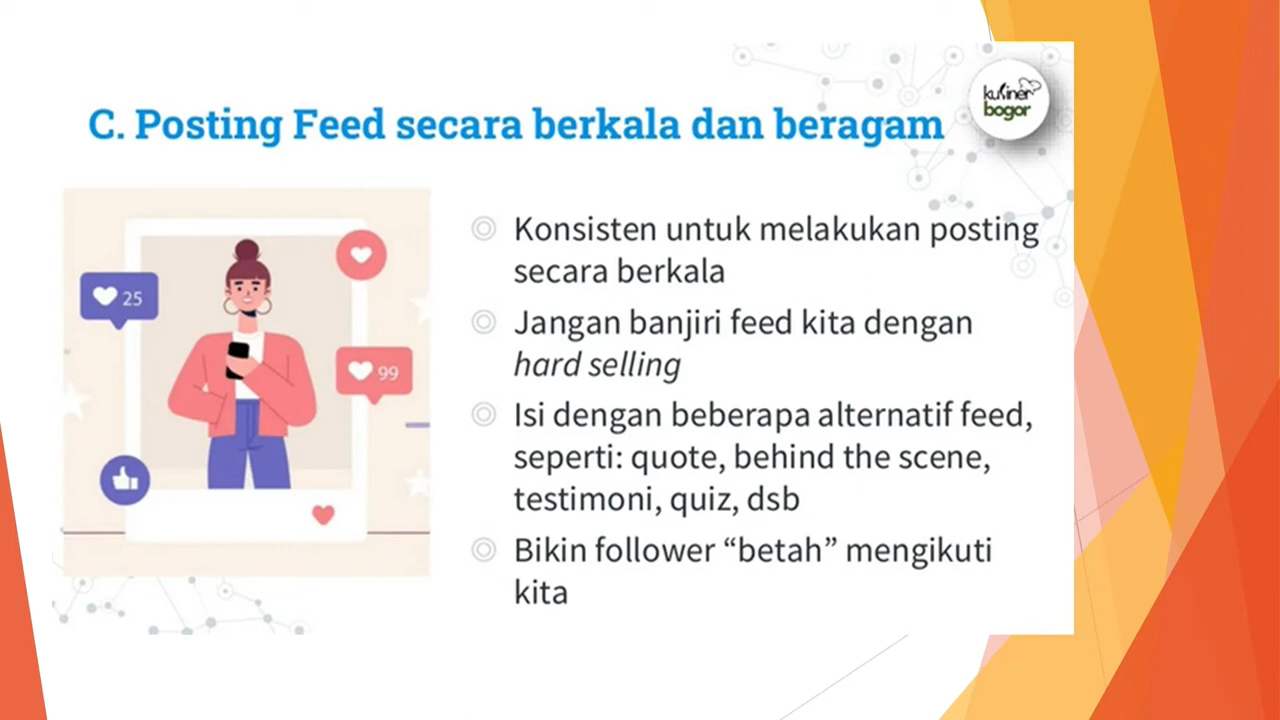 kuliner
bogor
C. Posting Feed secara berkala dan beragam
25
99
Konsisten untuk melakukan posting
secara berkala
Jangan banjiri feed kita dengan
hard selling
Isi dengan beberapa alternatif feed,
seperti: quote, behind the scene,
testimoni, quiz, dsb
Bikin follower “betah” mengikuti
kita